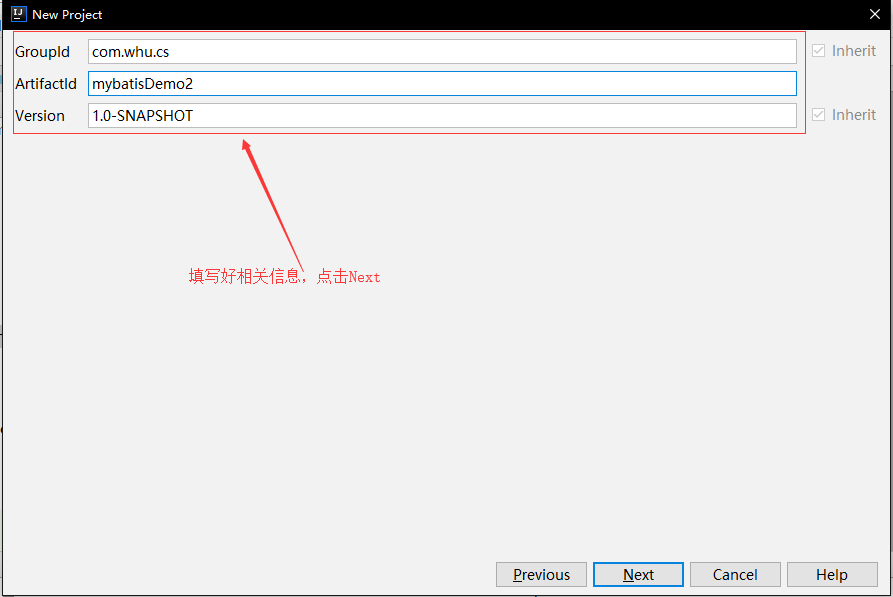 New Project
GroupId com.whu.cs Inherit
ArtifactId mybatisDemo2
Version 1.0-SNAPSHOT Inherit
填写好相关信息，点击Next
Previous Next Cancel Help